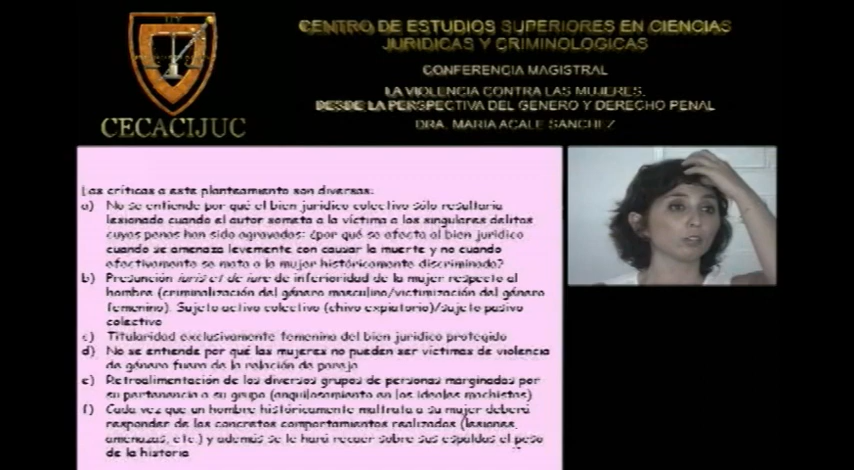 CENTRO DE ESTUDIOS SUPERIORES EN CIENCIAS
JURIDICAS Y CRIMINOLOGICAS
CONFERENCIA MAGISTRAL
LA VIOLENCIA CONTRA LAS MUJERES.
DESDE LA PERSPECTIVA DEL GENERO Y DERECHO PENAL
DRA. MARIA ACALE SANCHEZ
CECACIJUC
Las críticas a este planteamiento son diversas:
a) No se entiende por qué el bien jurídico colectivo sólo resultaría
lesionado cuando el autor someta a la víctima a los singulares delitos
cuyas penas han sido agravadas: ¿por qué se afecta al bien jurídico
cuando se amenaza levemente con causar la muerte y no cuando
efectivamente se mata a la mujer históricamente discriminada?
b) Presunción iuris et de iure de inferioridad de la mujer respecto al
hombre (criminalización del género masculino/victimización del género
femenino). Sujeto activo colectivo (chivo expiatorio)/sujeto pasivo
colectivo
c) Titularidad exclusivamente femenina del bien jurídico protegido
d) No se entiende por qué las mujeres no pueden ser víctimas de violencia
de género fuera de la relación de pareja
e) Retroalimentación de los diversos grupos de personas marginadas por
su pertenencia a su grupo (anquilosamiento en los ideales machistas)
f) Cada vez que un hombre históricamente maltrata a su mujer deberá
responder de los concretos comportamientos realizados (lesiones,
amenazas, etc.) y además se le hará recaer sobre sus espaldas el peso
de la historia